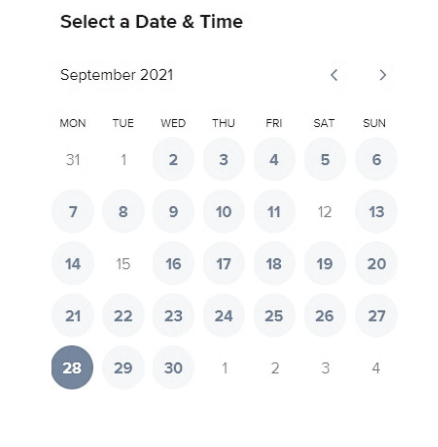 Select a Date & Time
September 2021
MON TUE WED THU FRI SAT SUN
31 1 2 3 4 5 6
7 8 9 10 11 12 13
14 15 16 17 18 19 20
21 22 23 24 25 26 27
28 29 30 1 2 3 4